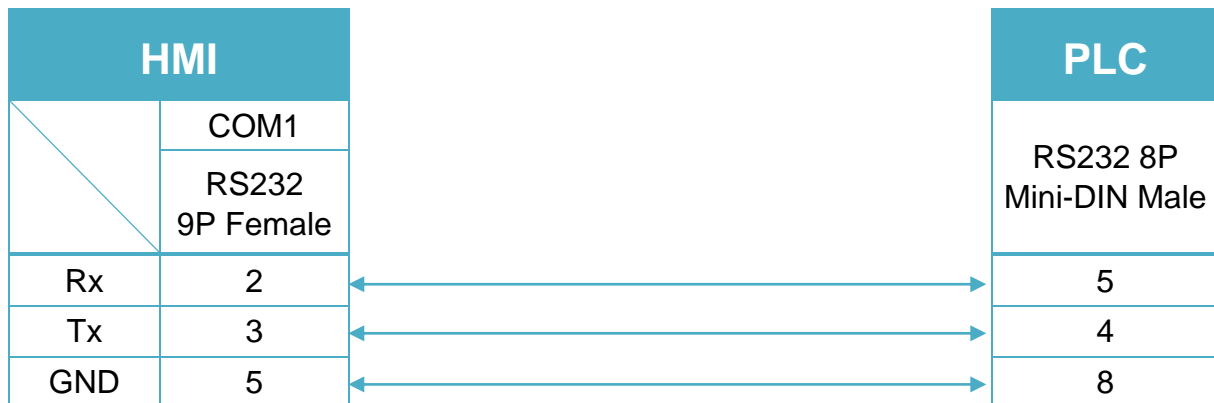 HMI
PLC
COM1
RS232
9P Female
RS232 8P
Mini-DIN Male
Rx 2 5
Tx 3 4
GND 5 8